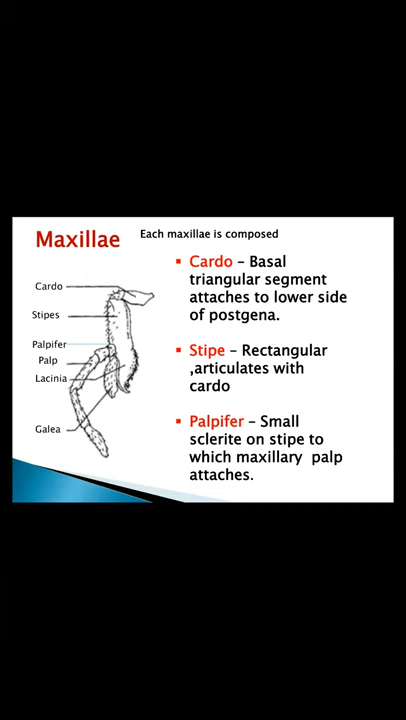 Maxillae
Each maxillae is composed
Cardo
Stipes
Palpifer
Palp
Lacinia
Galea
▪ Cardo – Basal
triangular segment
attaches to lower side
of postgena.
▪ Stipe – Rectangular
,articulates with
cardo
▪ Palpifer – Small
sclerite on stipe to
which maxillary palp
attaches.